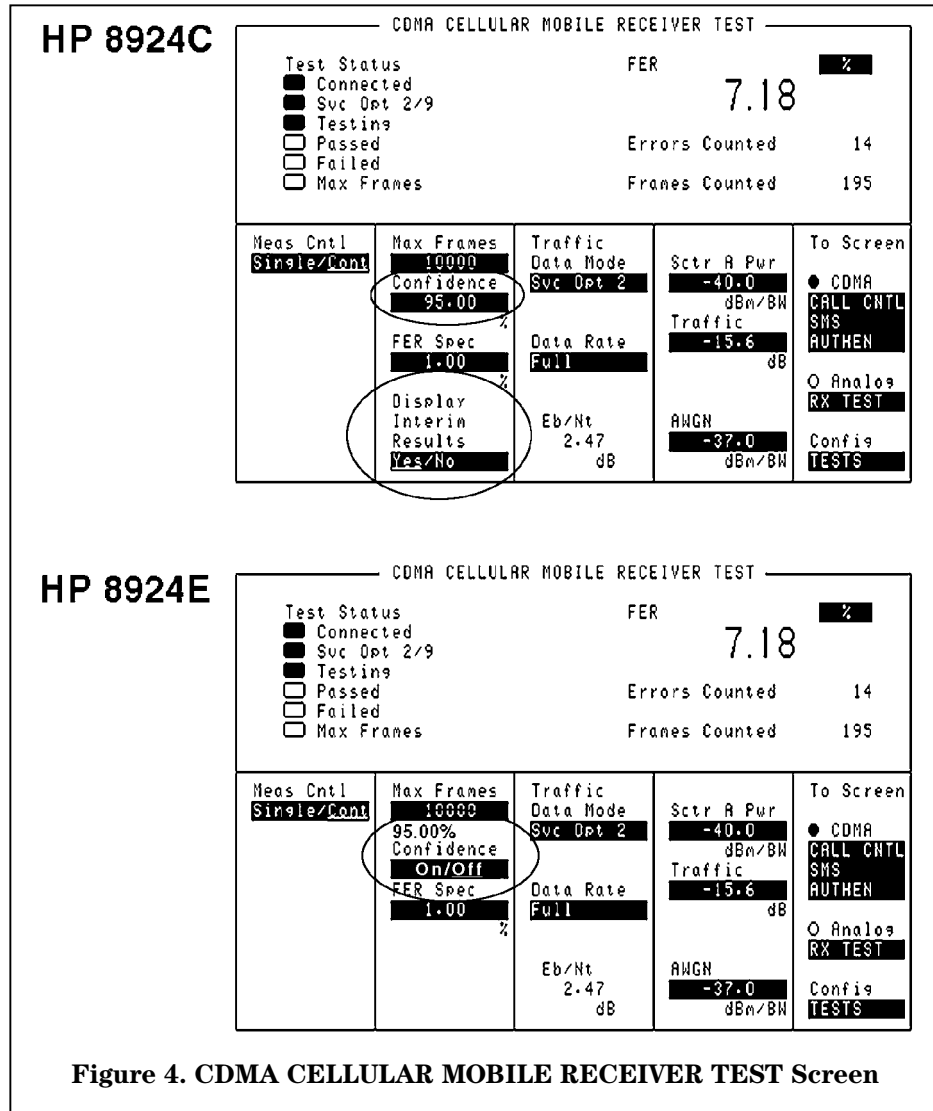 HP 8924C
CDMA CELLULAR MOBILE RECEIVER TEST
Test Status
Connected
Svc Opt 2/9
Testing
Passed
Failed
Max Frames
FER
%
7.18
Errors Counted 14
Frames Counted 195
Meas Cntl
Single/Cont
Max Frames
10000
Confidence
95.00
%
FER Spec
1.00
%
Display
Interim
Results
Yes/No
Traffic
Data Mode
Svc Opt 2
Data Rate
Full
Eb/Nt
2.47
dB
Sctr A Pwr
-40.0
dBm/BW
Traffic
-15.6
dB
AWGN
-37.0
dBm/BW
To Screen
CDMA
CALL CNTL
SMS
AUTHEN
Analog
RX TEST
Config
TESTS
HP 8924E
CDMA CELLULAR MOBILE RECEIVER TEST
Test Status
Connected
Svc Opt 2/9
Testing
Passed
Failed
Max Frames
FER
%
7.18
Errors Counted 14
Frames Counted 195
Meas Cntl
Single/Cont
Max Frames
10000
95.00%
Confidence
On/Off
FER Spec
1.00
%
Traffic
Data Mode
Svc Opt 2
Data Rate
Full
Eb/Nt
2.47
dB
Sctr A Pwr
-40.0
dBm/BW
Traffic
-15.6
dB
AWGN
-37.0
dBm/BW
To Screen
CDMA
CALL CNTL
SMS
AUTHEN
Analog
RX TEST
Config
TESTS
Figure 4. CDMA CELLULAR MOBILE RECEIVER TEST Screen